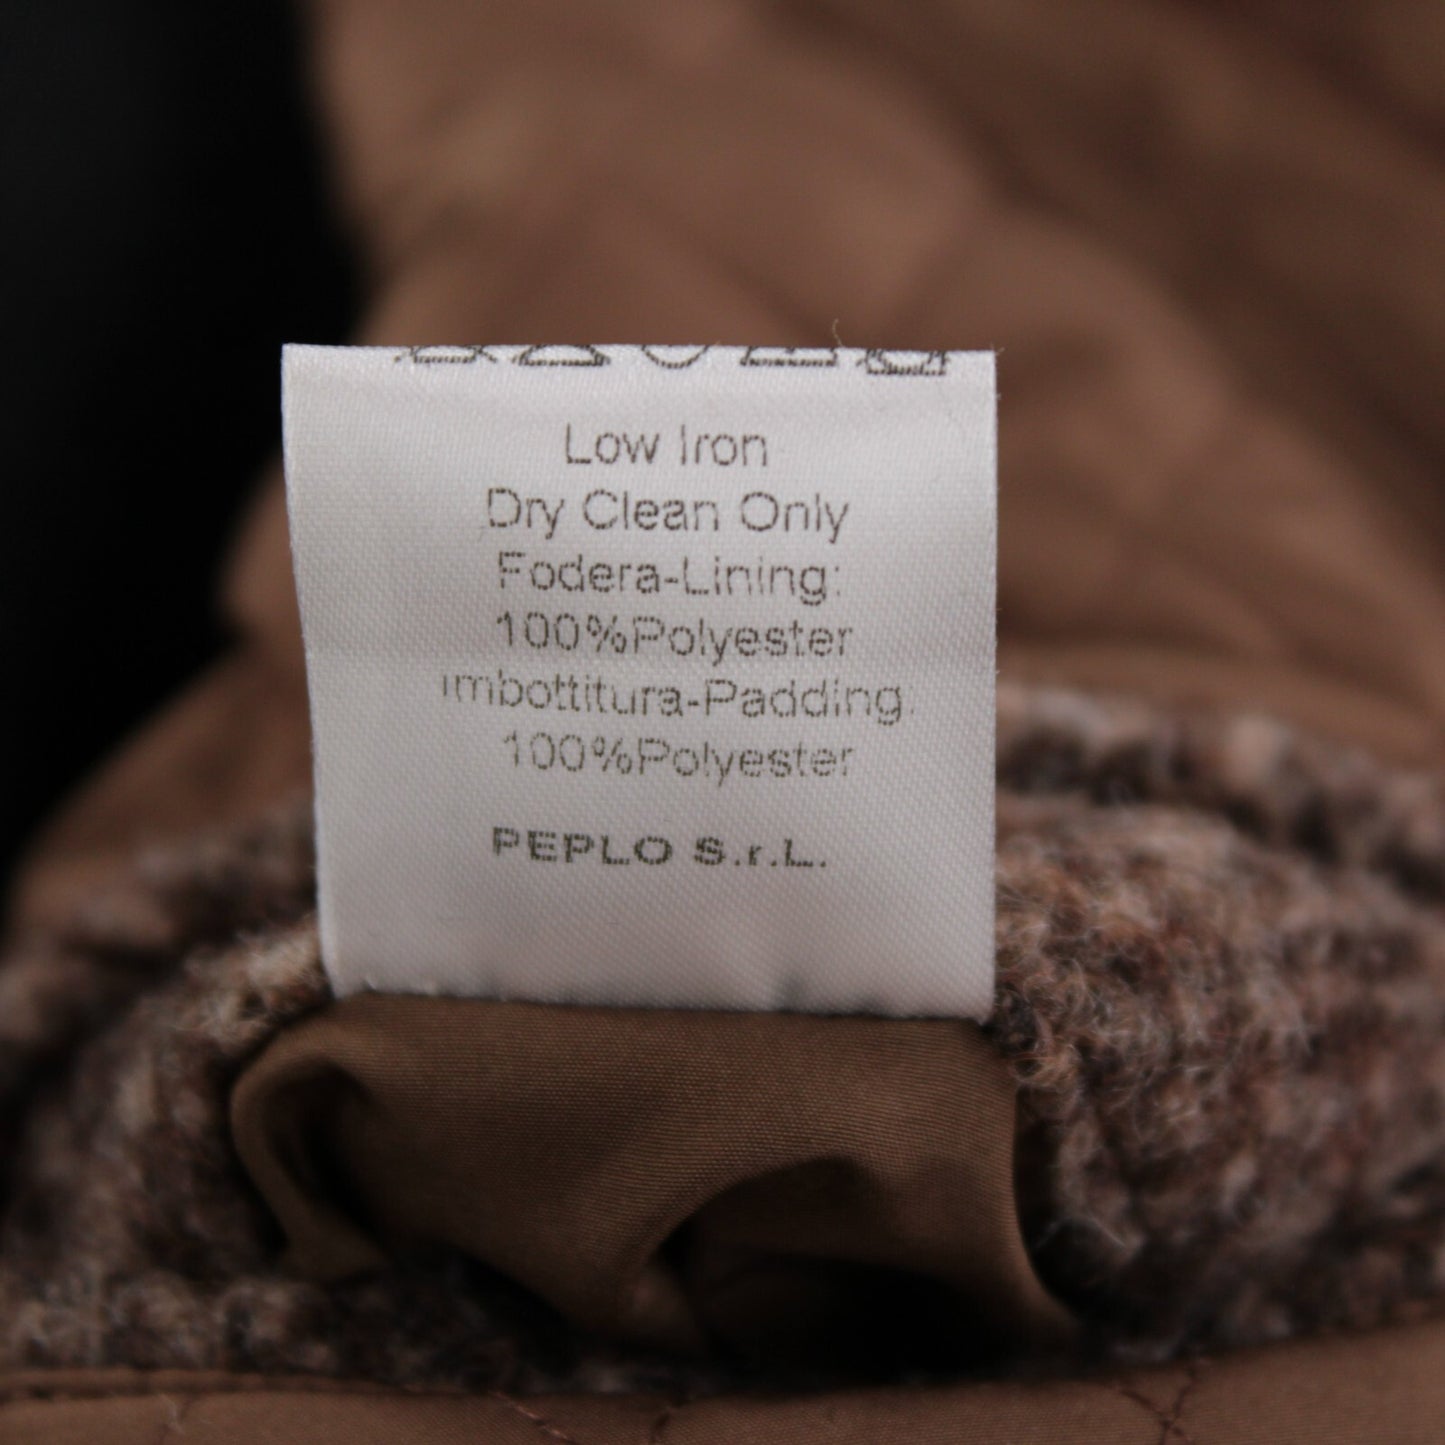 Low Iron
Dry Clean Only
Fodera-Lining:
100%Polyester
imbottitura-Padding:
100%Polyester
PEPLO S.r.L.